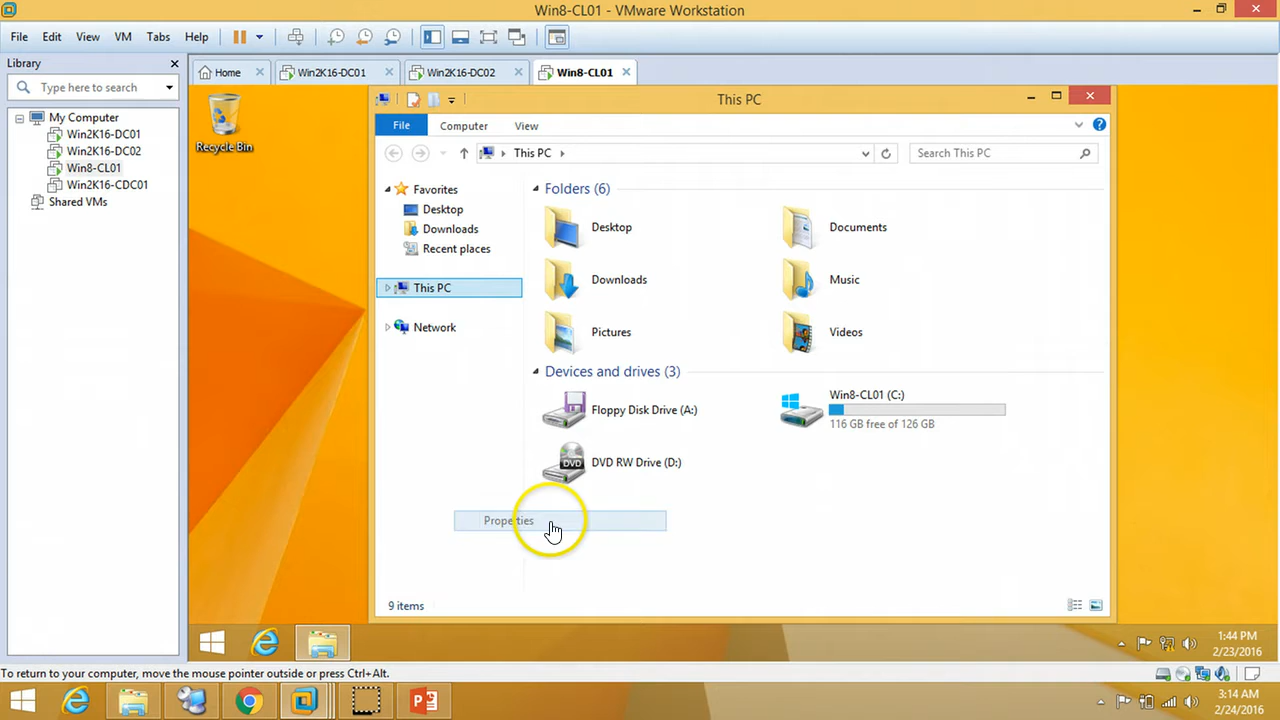 Win8-CL01 - VMware Workstation
File Edit View VM Tabs Help
Library
Type here to search
My Computer
Win2K16-DC01
Win2K16-DC02
Win8-CL01
Win2K16-CDC01
Shared VMs
Home Win2K16-DC01 Win2K16-DC02 Win8-CL01
Recycle Bin
This PC
File Computer View
This PC
Search This PC
Favorites
Desktop
Downloads
Recent places
This PC
Network
Folders (6)
Desktop Documents
Downloads Music
Pictures Videos
Devices and drives (3)
Floppy Disk Drive (A:)
Win8-CL01 (C:)
116 GB free of 126 GB
DVD
DVD RW Drive (D:)
Properties
9 items
1:44 PM
2/23/2016
To return to your computer, move the mouse pointer outside or press Ctrl+Alt.
3:14 AM
2/24/2016